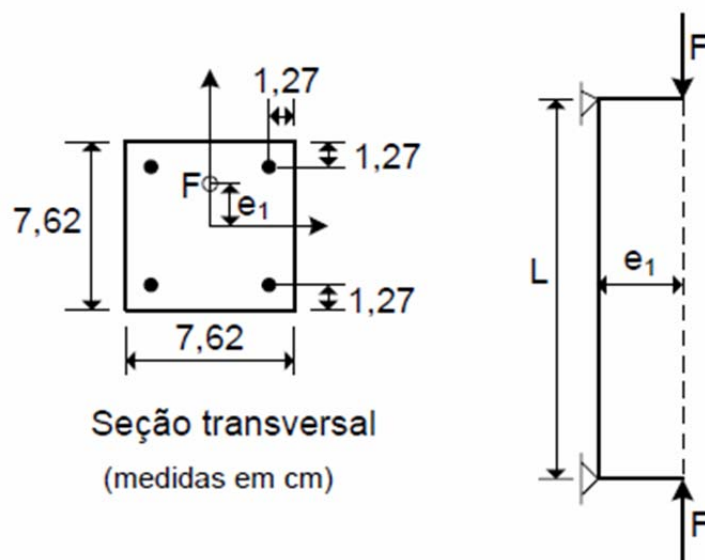 1,27
1,27
F
e₁
7,62
1,27
7,62
Seção transversal
(medidas em cm)
F
L
e₁
F